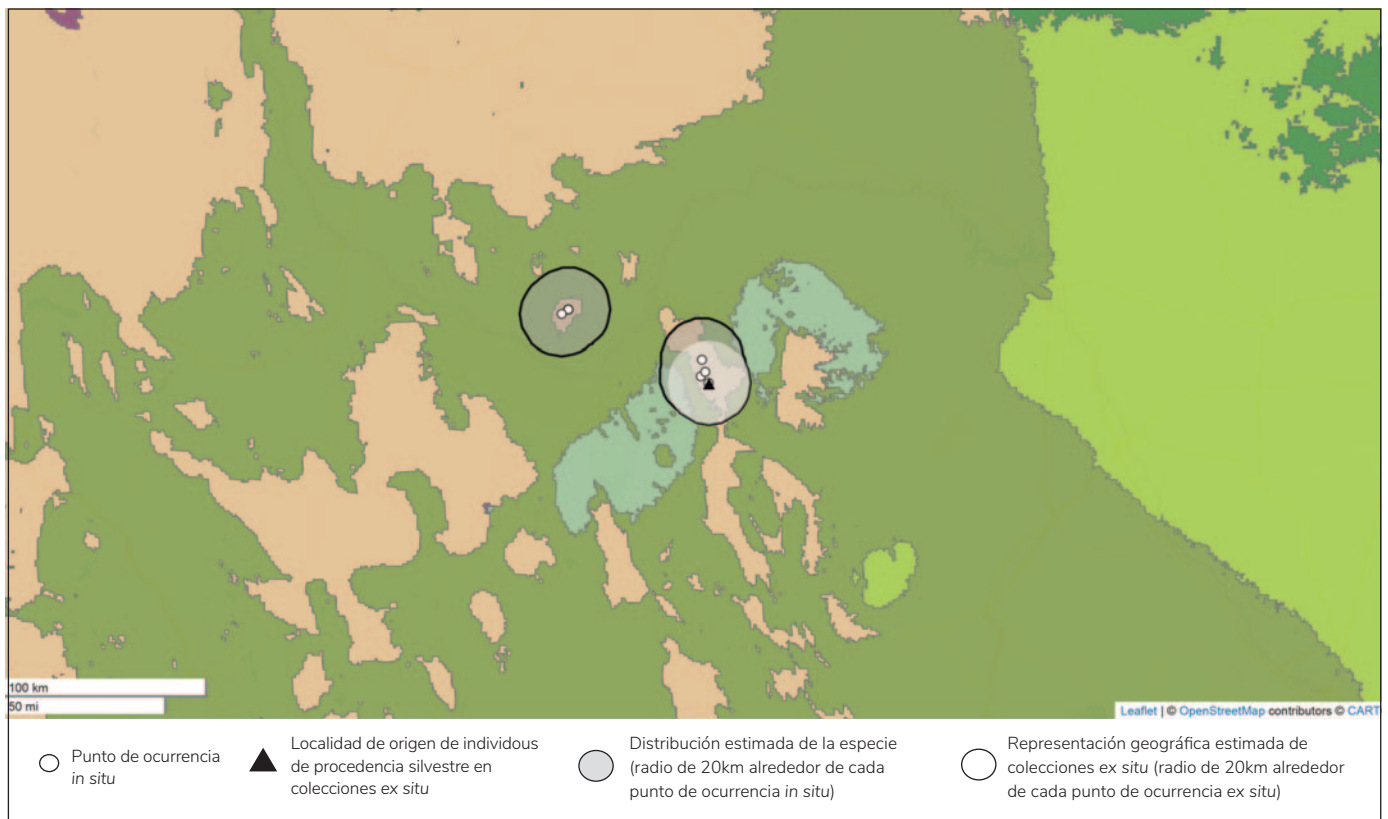 100 km
50 mi
Leaflet | © OpenStreetMap contributors © CART
Punto de ocurrencia
in situ
Localidad de origen de individous
de procedencia silvestre en
colecciones ex situ
Distribución estimada de la especie
(radio de 20km alrededor de cada
punto de ocurrencia in situ)
Representación geográfica estimada de
colecciones ex situ (radio de 20km alrededor
de cada punto de ocurrencia ex situ)